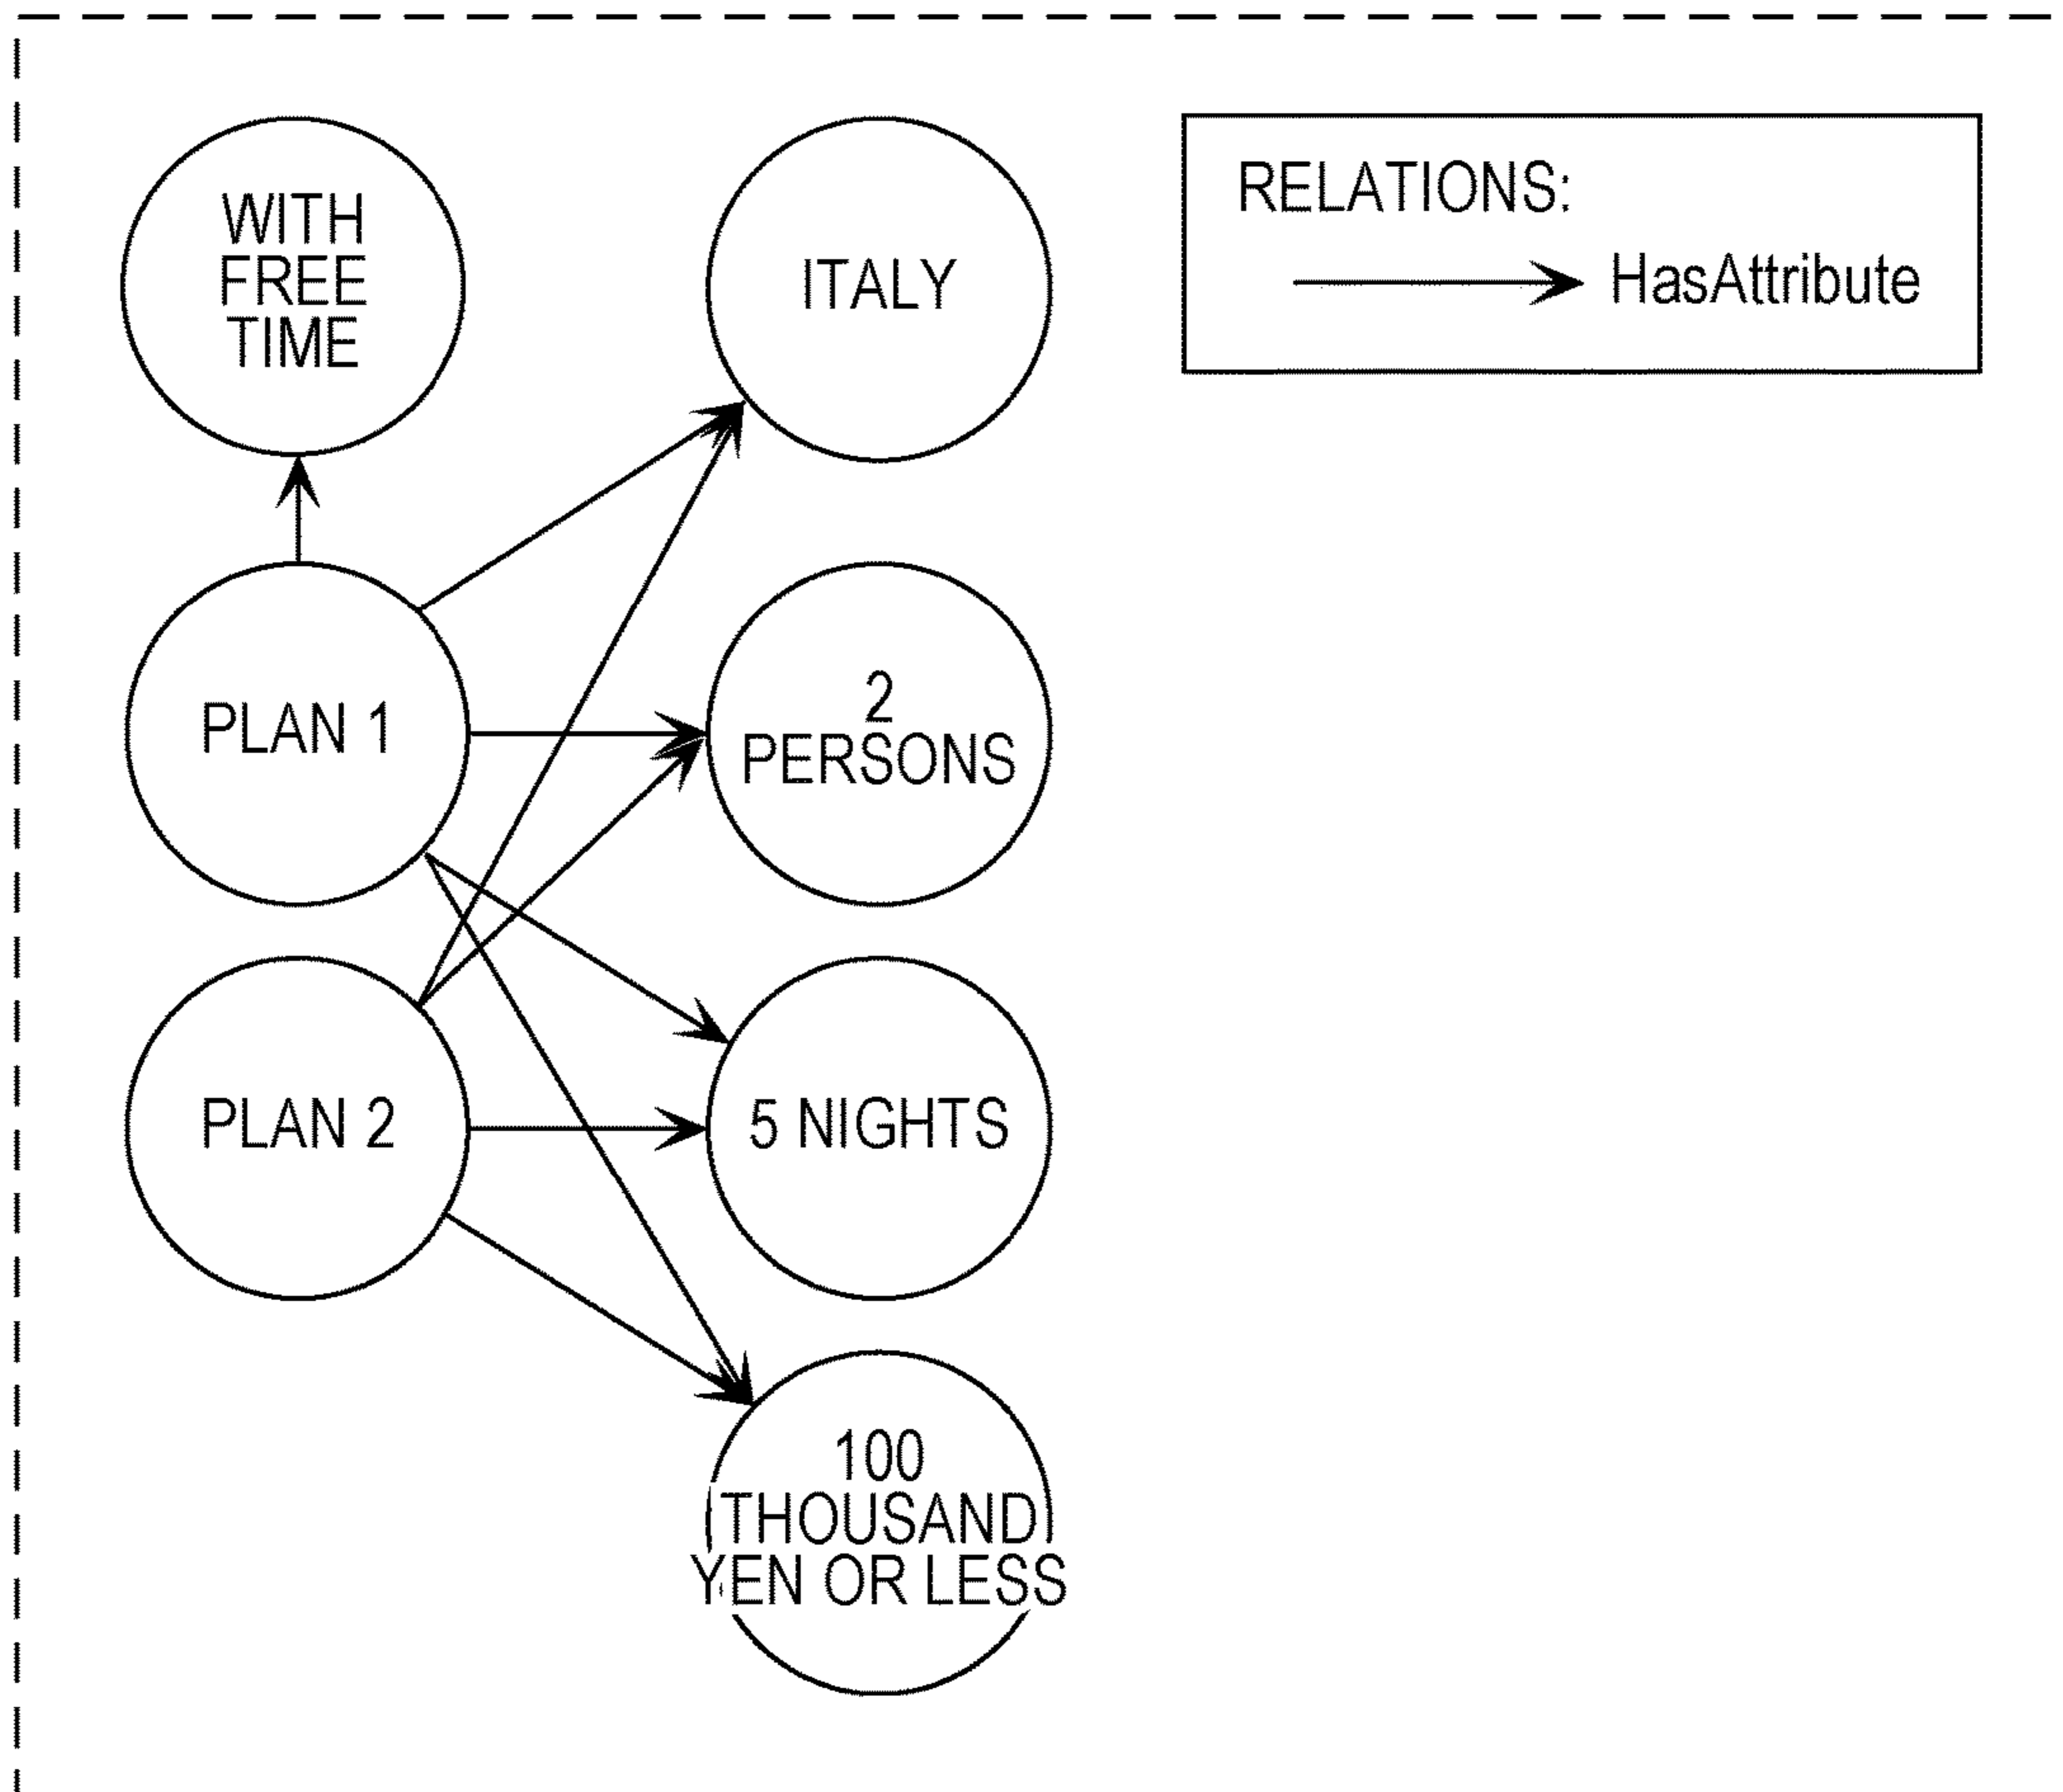 WITH
FREE
TIME
ITALY
RELATIONS:
HasAttribute
PLAN 1
2
PERSONS
PLAN 2
5 NIGHTS
100
THOUSAND
YEN OR LESS